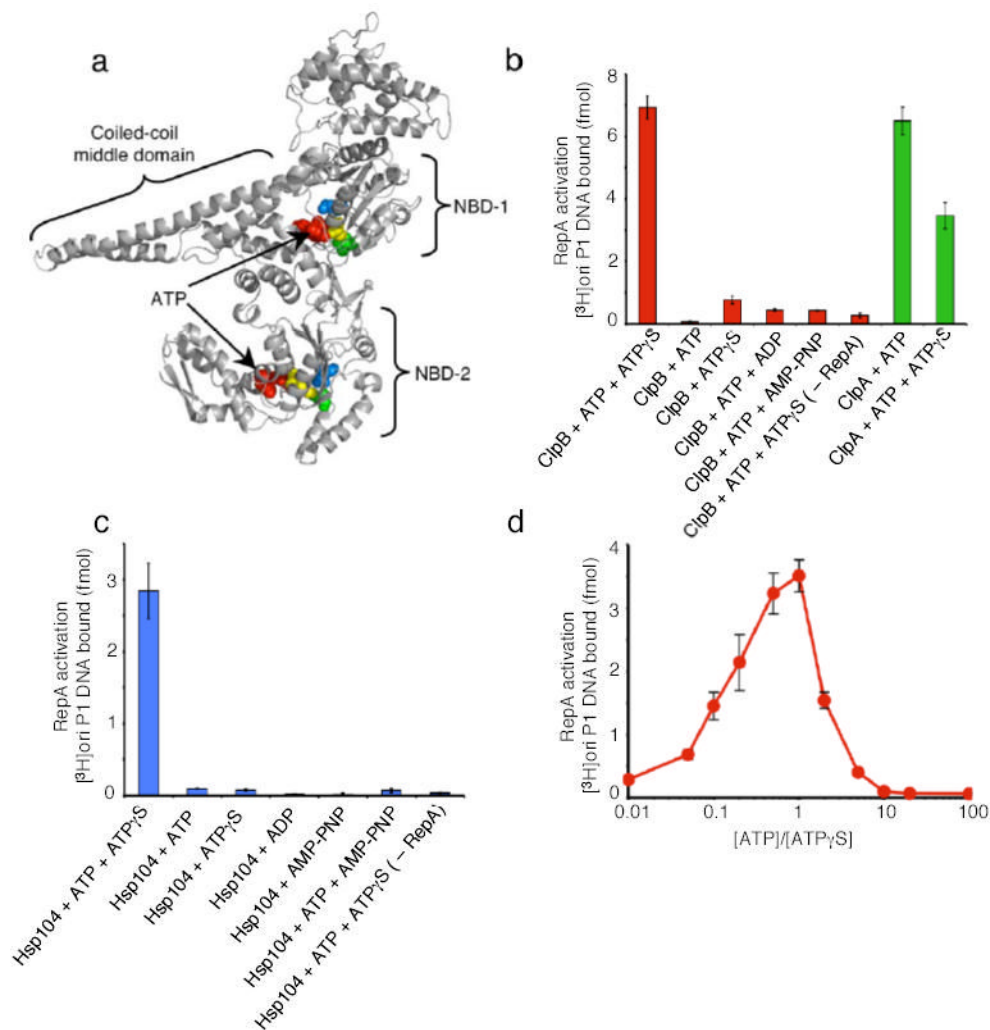 a
Coiled-coil
middle domain
NBD-1
ATP
NBD-2
b
RepA activation
[³H]ori P1 DNA bound (fmol)
8
6
4
2
0
ClpB + ATP + ATPγS
ClpB + ATP
ClpB + ATPγS
ClpB + ATP + ADP
ClpB + ATP + AMP-PNP
ClpB + ATP + ATPγS (– RepA)
ClpA + ATP
ClpA + ATP + ATPγS
c
RepA activation
[³H]ori P1 DNA bound (fmol)
3
2
1
0
Hsp104 + ATP + ATPγS
Hsp104 + ATP
Hsp104 + ATPγS
Hsp104 + ADP
Hsp104 + AMP-PNP
Hsp104 + ATP + AMP-PNP
Hsp104 + ATP + ATPγS (– RepA)
d
RepA activation
[³H]ori P1 DNA bound (fmol)
4
3
2
1
0
0.01 0.1 1 10 100
[ATP]/[ATPγS]